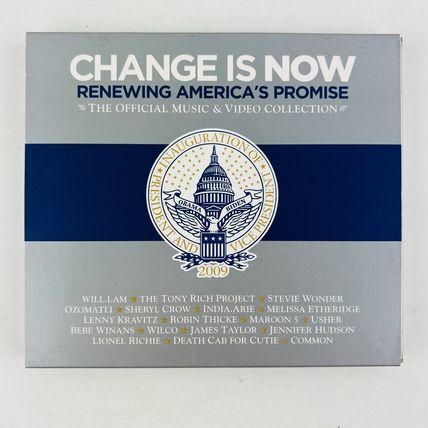 CHANGE IS NOW
RENEWING AMERICA'S PROMISE
THE OFFICIAL MUSIC & VIDEO COLLECTION
INAUGURATION OF
PRESIDENT AND VICE PRESIDENT
OBAMA BIDEN
2009
WILL.I.AM ★ THE TONY RICH PROJECT ★ STEVIE WONDER
OZOMATLI ★ SHERYL CROW ★ INDIA.ARIE ★ MELISSA ETHERIDGE
LENNY KRAVITZ ★ ROBIN THICKE ★ MAROON 5 ★ USHER
BEBE WINANS ★ WILCO ★ JAMES TAYLOR ★ JENNIFER HUDSON
LIONEL RICHIE ★ DEATH CAB FOR CUTIE ★ COMMON